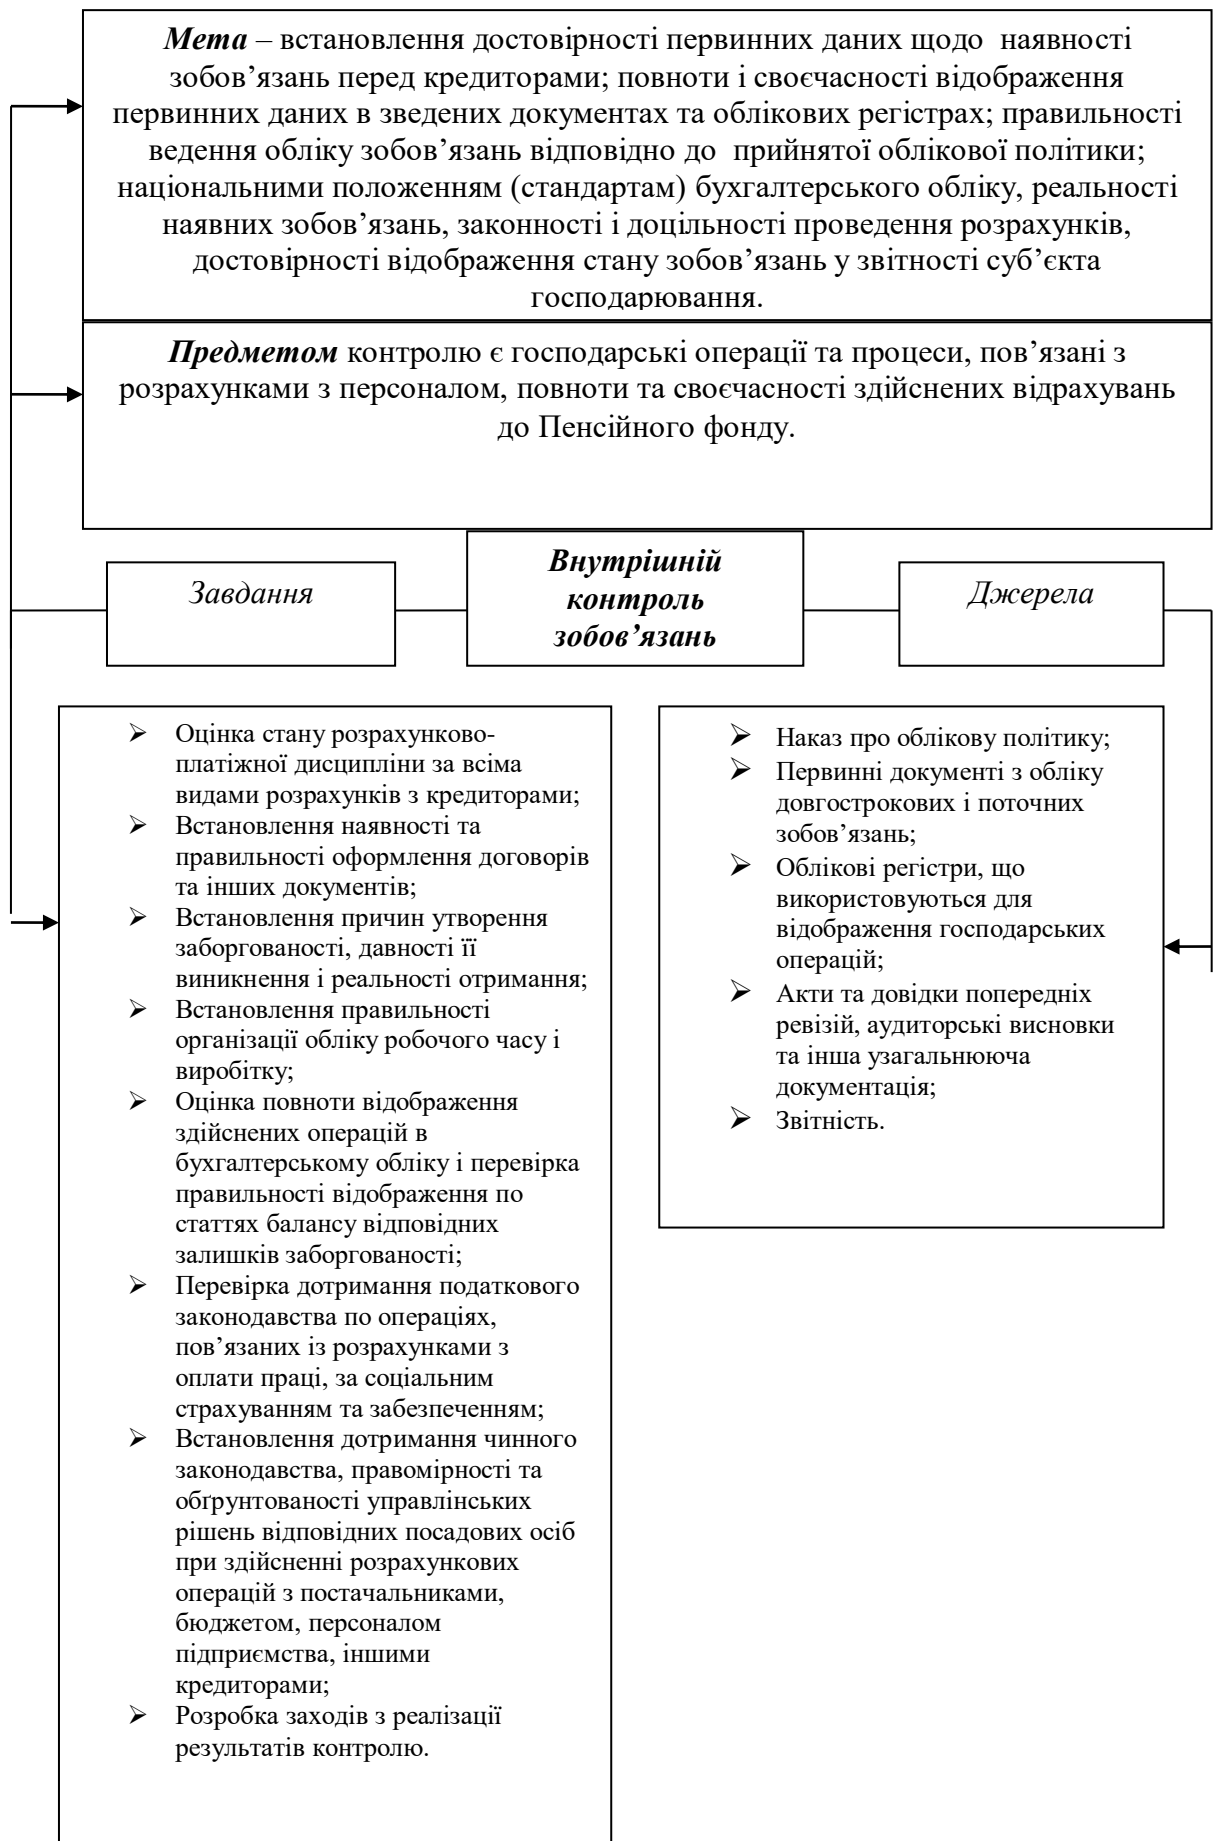 Мета – встановлення достовірності первинних даних щодо наявності
зобов’язань перед кредиторами; повноти і своєчасності відображення
первинних даних в зведених документах та облікових регістрах; правильності
ведення обліку зобов’язань відповідно до прийнятої облікової політики;
національними положенням (стандартам) бухгалтерського обліку, реальності
наявних зобов’язань, законності і доцільності проведення розрахунків,
достовірності відображення стану зобов’язань у звітності суб’єкта
господарювання.
Предметом контролю є господарські операції та процеси, пов’язані з
розрахунками з персоналом, повноти та своєчасності здійснених відрахувань
до Пенсійного фонду.
Завдання
Внутрішній
контроль
зобов’язань
Джерела
➢ Оцінка стану розрахунково-
платіжної дисципліни за всіма
видами розрахунків з кредиторами;
➢ Встановлення наявності та
правильності оформлення договорів
та інших документів;
➢ Встановлення причин утворення
заборгованості, давності її
виникнення і реальності отримання;
➢ Встановлення правильності
організації обліку робочого часу і
виробітку;
➢ Оцінка повноти відображення
здійснених операцій в
бухгалтерському обліку і перевірка
правильності відображення по
статтях балансу відповідних
залишків заборгованості;
➢ Перевірка дотримання податкового
законодавства по операціях,
пов’язаних із розрахунками з
оплати праці, за соціальним
страхуванням та забезпеченням;
➢ Встановлення дотримання чинного
законодавства, правомірності та
обґрунтованості управлінських
рішень відповідних посадових осіб
при здійсненні розрахункових
операцій з постачальниками,
бюджетом, персоналом
підприємства, іншими
кредиторами;
➢ Розробка заходів з реалізації
результатів контролю.
➢ Наказ про облікову політику;
➢ Первинні документі з обліку
довгострокових і поточних
зобов’язань;
➢ Облікові регістри, що
використовуються для
відображення господарських
операцій;
➢ Акти та довідки попередніх
ревізій, аудиторські висновки
та інша узагальнююча
документація;
➢ Звітність.